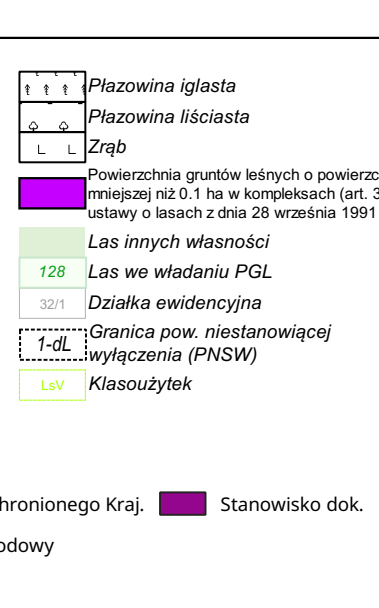 Płazowina iglasta
Płazowina liściasta
L L Zrąb
Powierzchnia gruntów leśnych o powierzc
mniejszej niż 0.1 ha w kompleksach (art. 3
ustawy o lasach z dnia 28 września 1991
Las innych własności
128 Las we władaniu PGL
32/1 Działka ewidencyjna
1-dL Granica pow. niestanowiącej
wyłączenia (PNSW)
LsV Klasoużytek
hronionego Kraj. Stanowisko dok.
odowy